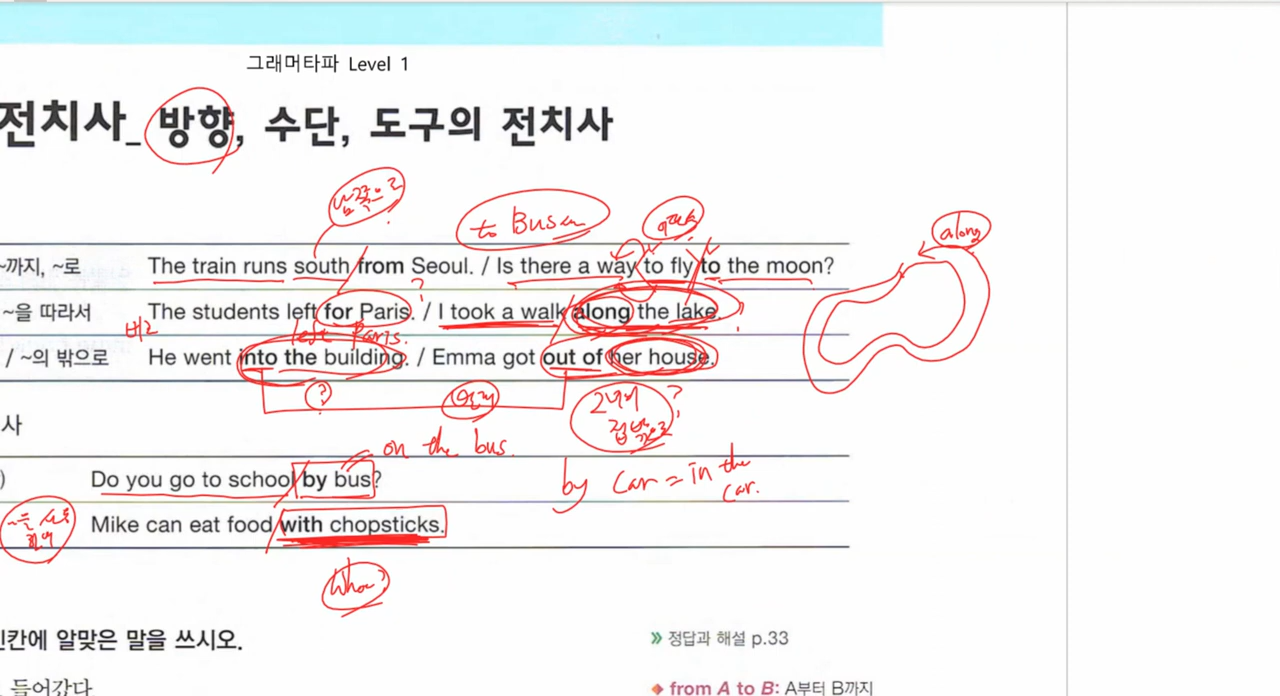 그래머타파 Level 1
전치사_ 방향, 수단, 도구의 전치사
남쪽으로
?
to Busan
along
~까지, ~로 The train runs south from Seoul. / Is there a way to fly to the moon?
~을 따라서 The students left for Paris. / I took a walk along the lake.
?
left Paris.
/ ~의 밖으로 He went into the building. / Emma got out of her house.
?
그녀의
집 밖으로
?
사
on the bus.
by car = in the car.
) Do you go to school by bus?
Mike can eat food with chopsticks.
빈칸에 알맞은 말을 쓰시오.
정답과 해설 p.33
들어갔다
from A to B: A부터 B까지